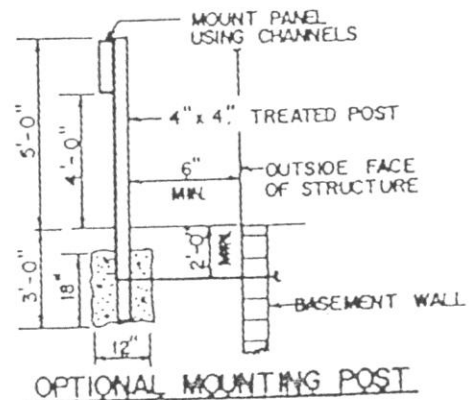 MOUNT PANEL
USING CHANNELS
4" x 4" TREATED POST
5'-0"
4'-0"
6"
MIN.
OUTSIDE FACE
OF STRUCTURE
3'-0"
18"
2'-0"
MIN.
BASEMENT WALL
12"
OPTIONAL MOUNTING POST